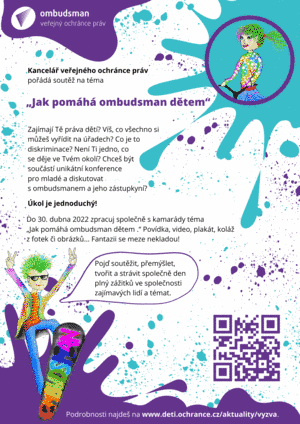 ombudsman
veřejný ochránce práv
Kancelář veřejného ochránce práv
pořádá soutěž na téma
„Jak pomáhá ombudsman dětem“
Zajímají Tě práva dětí? Víš, co všechno si
můžeš vyřídit na úřadech? Co je to
diskriminace? Není Ti jedno, co
se děje ve Tvém okolí? Chceš být
součástí unikátní konference
pro mladé a diskutovat
s ombudsmanem a jeho zástupkyní?
Úkol je jednoduchý!
Do 30. dubna 2022 zpracuj společně s kamarády téma
„Jak pomáhá ombudsman dětem .“ Povídka, video, plakát, koláž
z fotek či obrázků... Fantazii se meze nekladou!
Pojď soutěžit, přemýšlet,
tvořit a strávit společně den
plný zážitků ve společnosti
zajímavých lidí a témat.
Podrobnosti najdeš na www.deti.ochrance.cz/aktuality/vyzva.